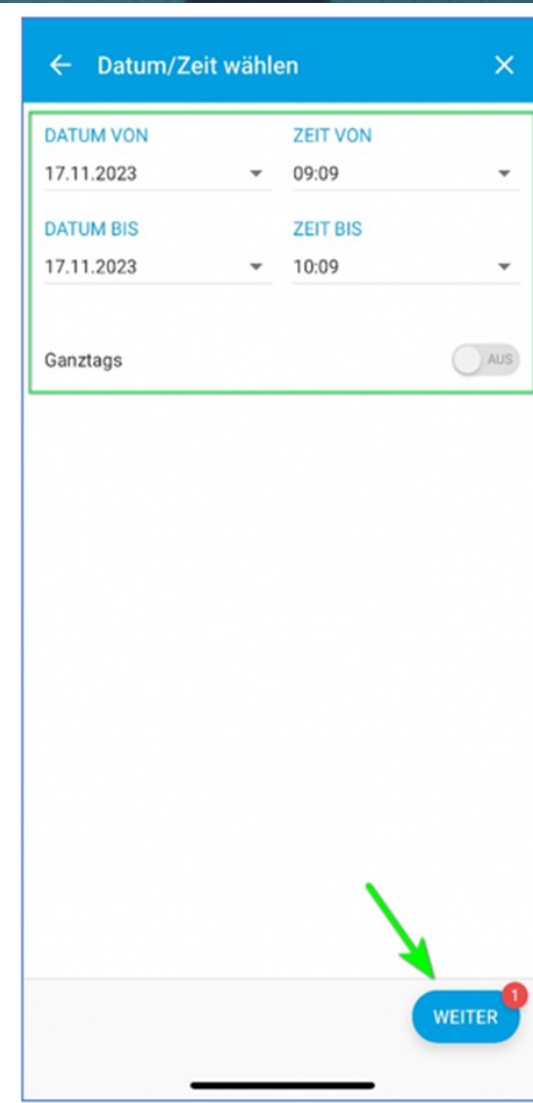 Datum/Zeit wählen
DATUM VON ZEIT VON
17.11.2023 09:09
DATUM BIS ZEIT BIS
17.11.2023 10:09
Ganztags AUS
1
WEITER